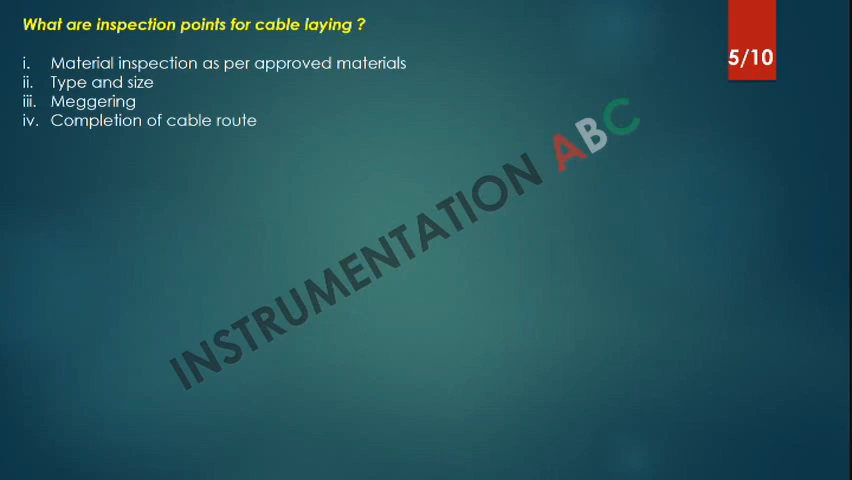 What are inspection points for cable laying ?
5/10
i. Material inspection as per approved materials
ii. Type and size
iii. Meggering
iv. Completion of cable route
INSTRUMENTATION ABC